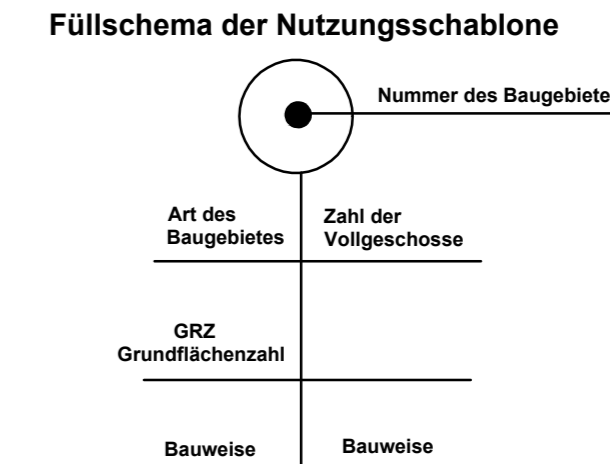 Füllschema der Nutzungsschablone
Nummer des Baugebiete
Art des
Baugebietes
Zahl der
Vollgeschosse
GRZ
Grundflächenzahl
Bauweise
Bauweise